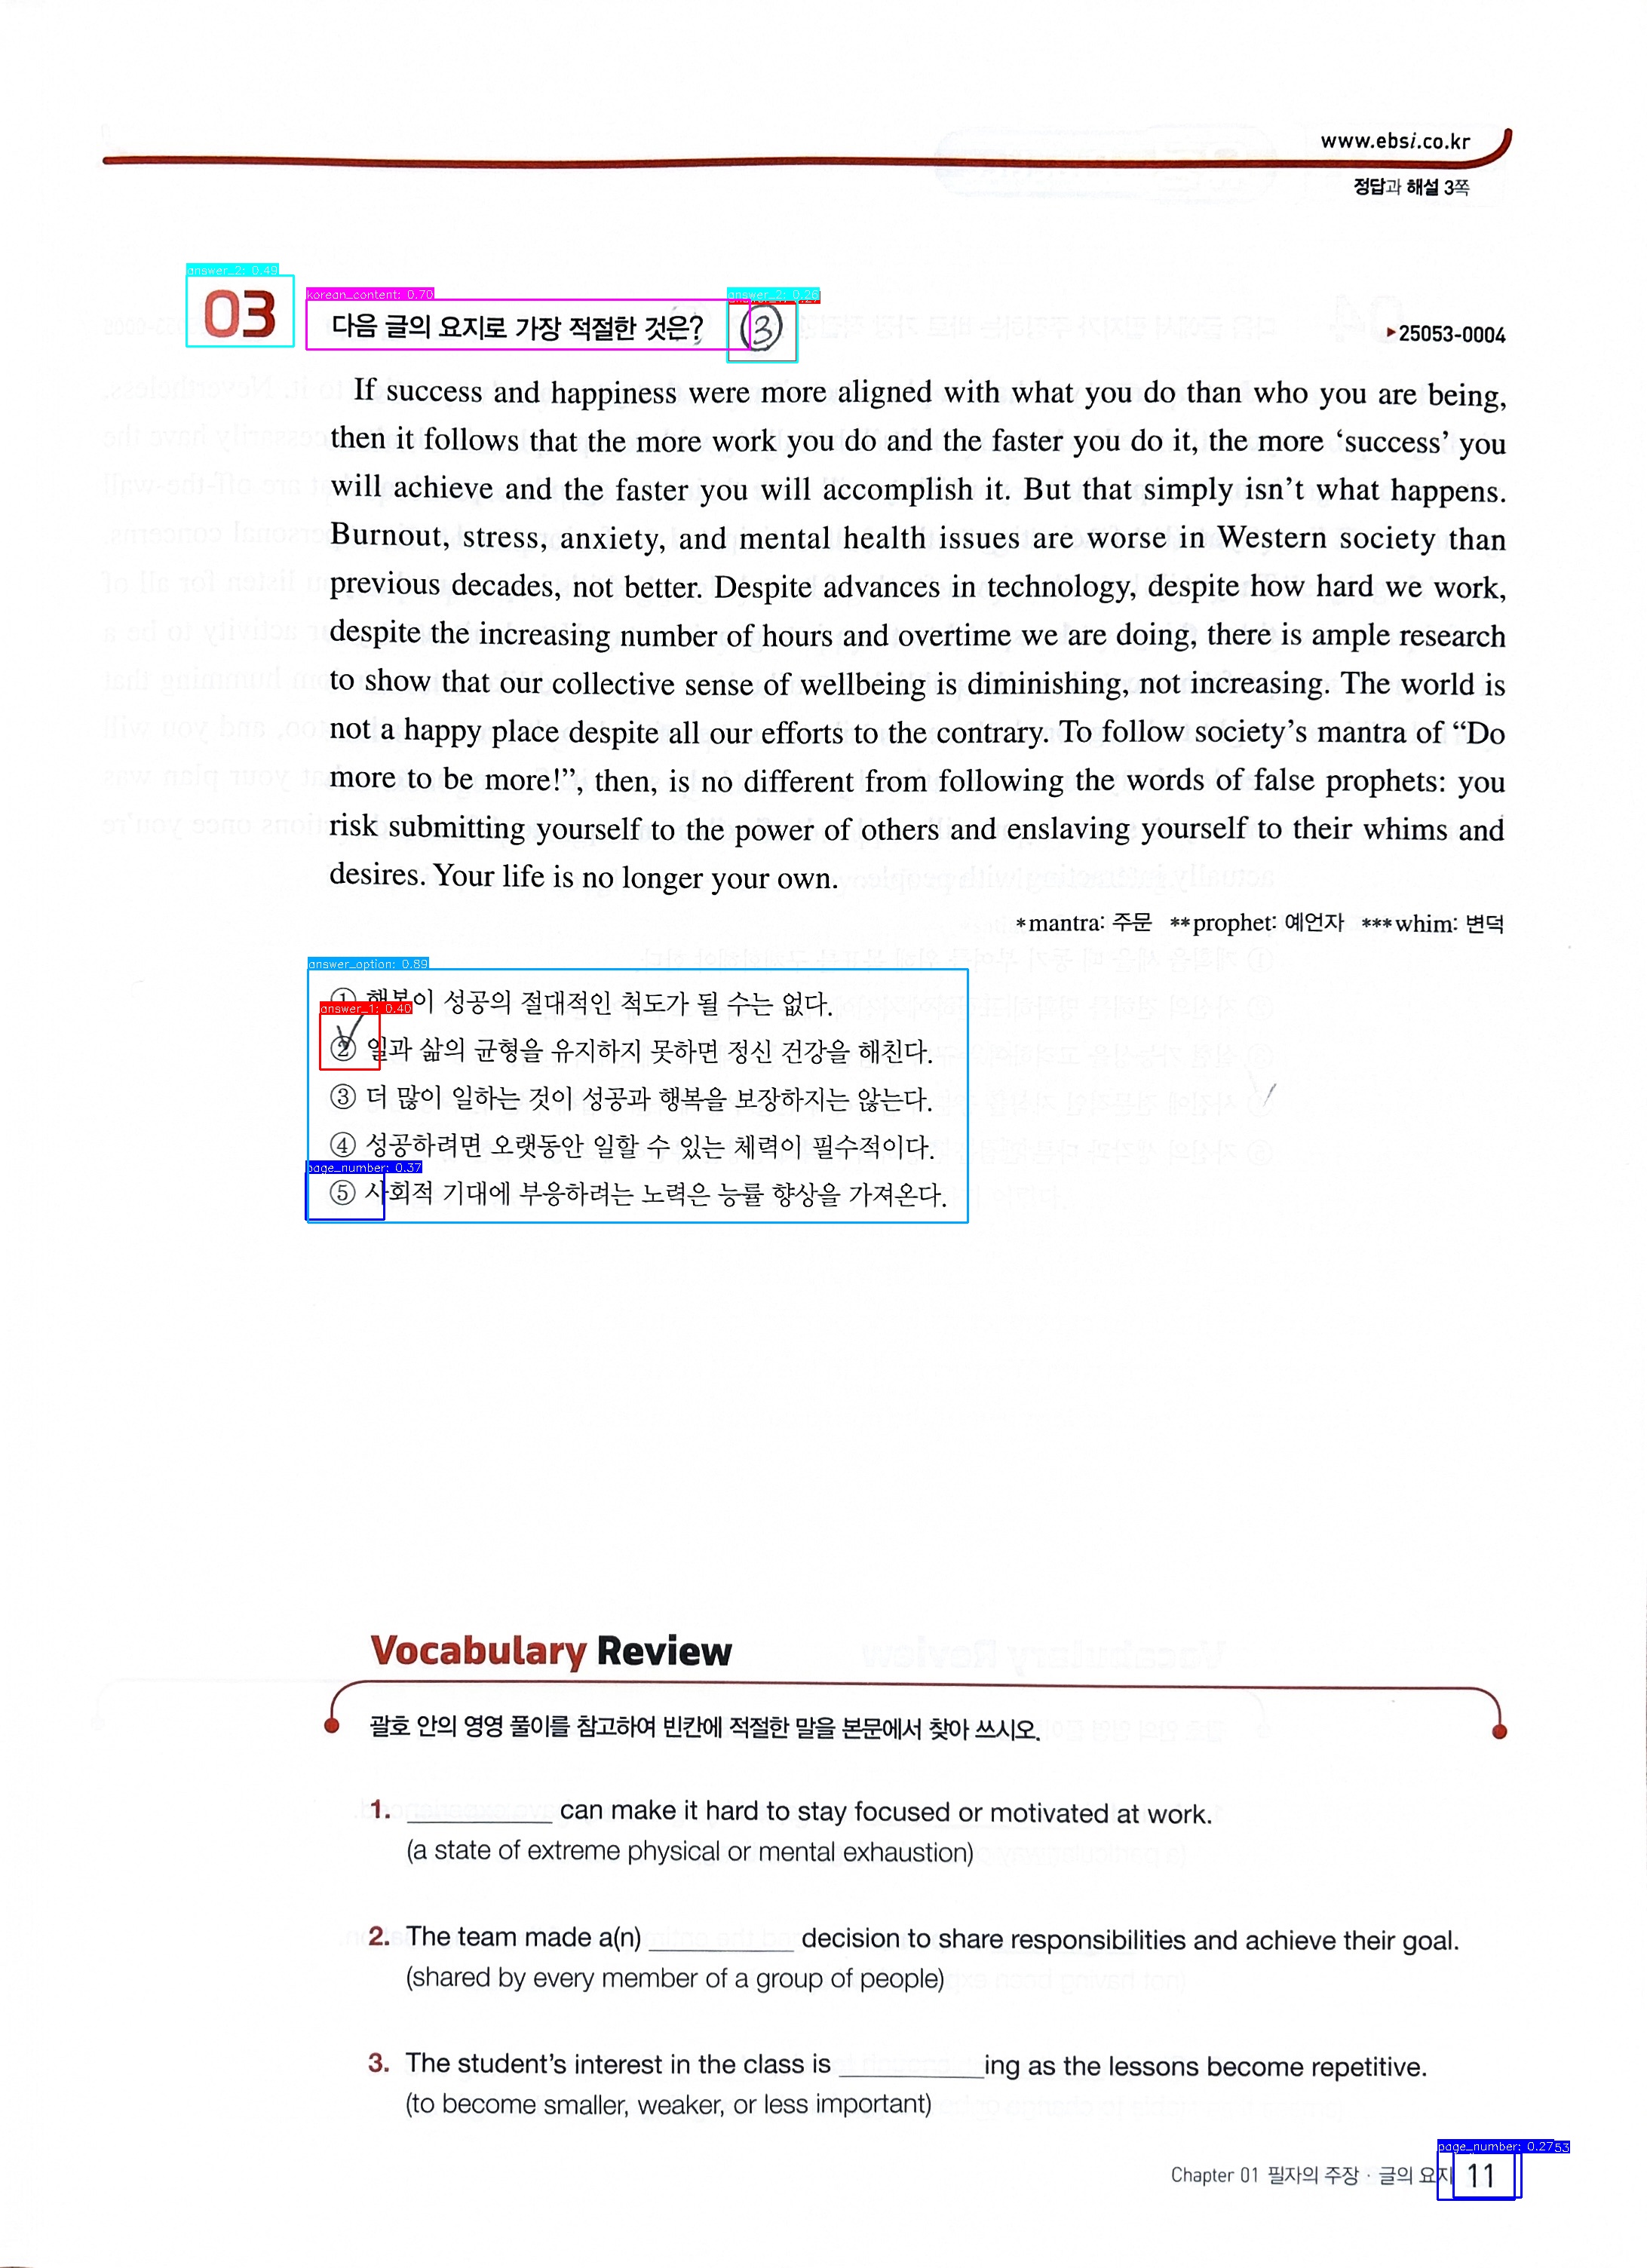 www.ebsi.co.kr
정답과 해설 3쪽
answer_2: 0.49
03
korean_content: 0.70
다음 글의 요지로 가장 적절한 것은?
answer_2: 0.26
③
▸25053-0004
If success and happiness were more aligned with what you do than who you are being,
then it follows that the more work you do and the faster you do it, the more ‘success’ you
will achieve and the faster you will accomplish it. But that simply isn’t what happens.
Burnout, stress, anxiety, and mental health issues are worse in Western society than
previous decades, not better. Despite advances in technology, despite how hard we work,
despite the increasing number of hours and overtime we are doing, there is ample research
to show that our collective sense of wellbeing is diminishing, not increasing. The world is
not a happy place despite all our efforts to the contrary. To follow society’s mantra of “Do
more to be more!”, then, is no different from following the words of false prophets: you
risk submitting yourself to the power of others and enslaving yourself to their whims and
desires. Your life is no longer your own.
*mantra: 주문 **prophet: 예언자 ***whim: 변덕
answer_option: 0.89
① 행복이 성공의 절대적인 척도가 될 수는 없다.
answer_1: 0.40
② 일과 삶의 균형을 유지하지 못하면 정신 건강을 해친다.
③ 더 많이 일하는 것이 성공과 행복을 보장하지는 않는다.
④ 성공하려면 오랫동안 일할 수 있는 체력이 필수적이다.
page_number: 0.37
⑤ 사회적 기대에 부응하려는 노력은 능률 향상을 가져온다.
Vocabulary Review
괄호 안의 영영 풀이를 참고하여 빈칸에 적절한 말을 본문에서 찾아 쓰시오.
1. __________ can make it hard to stay focused or motivated at work.
(a state of extreme physical or mental exhaustion)
2. The team made a(n) __________ decision to share responsibilities and achieve their goal.
(shared by every member of a group of people)
3. The student’s interest in the class is __________ing as the lessons become repetitive.
(to become smaller, weaker, or less important)
page_number: 0.27
Chapter 01 필자의 주장 · 글의 요지 11